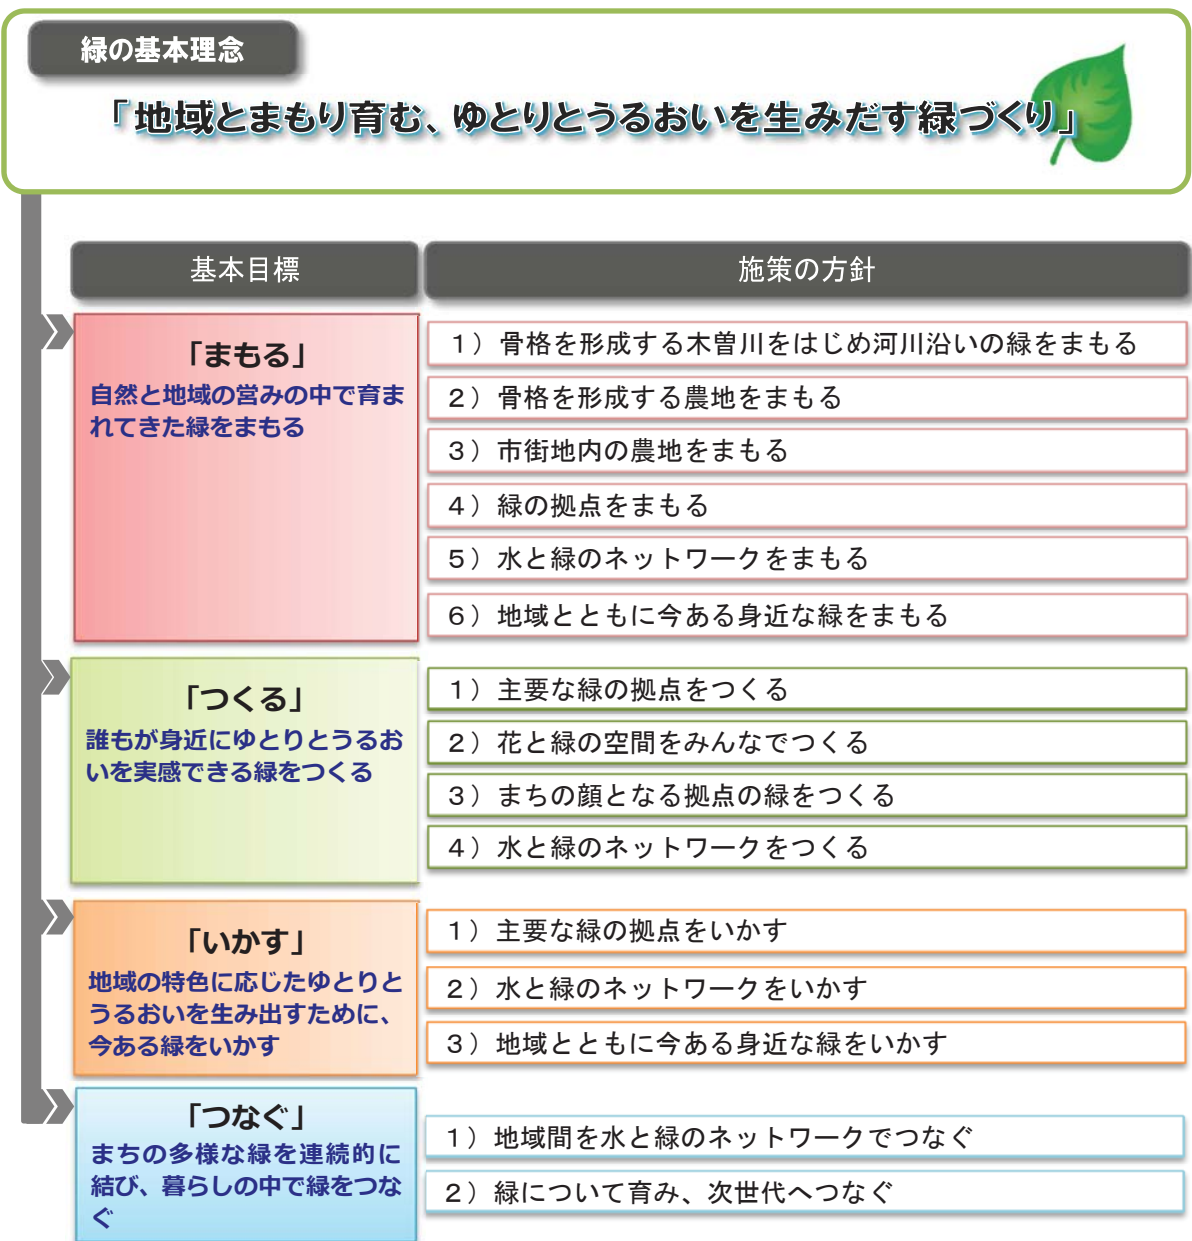 緑の基本理念
「地域とまもり育む、ゆとりとうるおいを生みだす緑づくり」
基本目標
施策の方針
「まもる」
自然と地域の営みの中で育ま
れてきた緑をまもる
1）骨格を形成する木曽川をはじめ河川沿いの緑をまもる
2）骨格を形成する農地をまもる
3）市街地内の農地をまもる
4）緑の拠点をまもる
5）水と緑のネットワークをまもる
6）地域とともに今ある身近な緑をまもる
「つくる」
誰もが身近にゆとりとうるお
いを実感できる緑をつくる
1）主要な緑の拠点をつくる
2）花と緑の空間をみんなでつくる
3）まちの顔となる拠点の緑をつくる
4）水と緑のネットワークをつくる
「いかす」
地域の特色に応じたゆとりと
うるおいを生み出すために、
今ある緑をいかす
1）主要な緑の拠点をいかす
2）水と緑のネットワークをいかす
3）地域とともに今ある身近な緑をいかす
「つなぐ」
まちの多様な緑を連続的に
結び、暮らしの中で緑をつな
ぐ
1）地域間を水と緑のネットワークでつなぐ
2）緑について育み、次世代へつなぐ